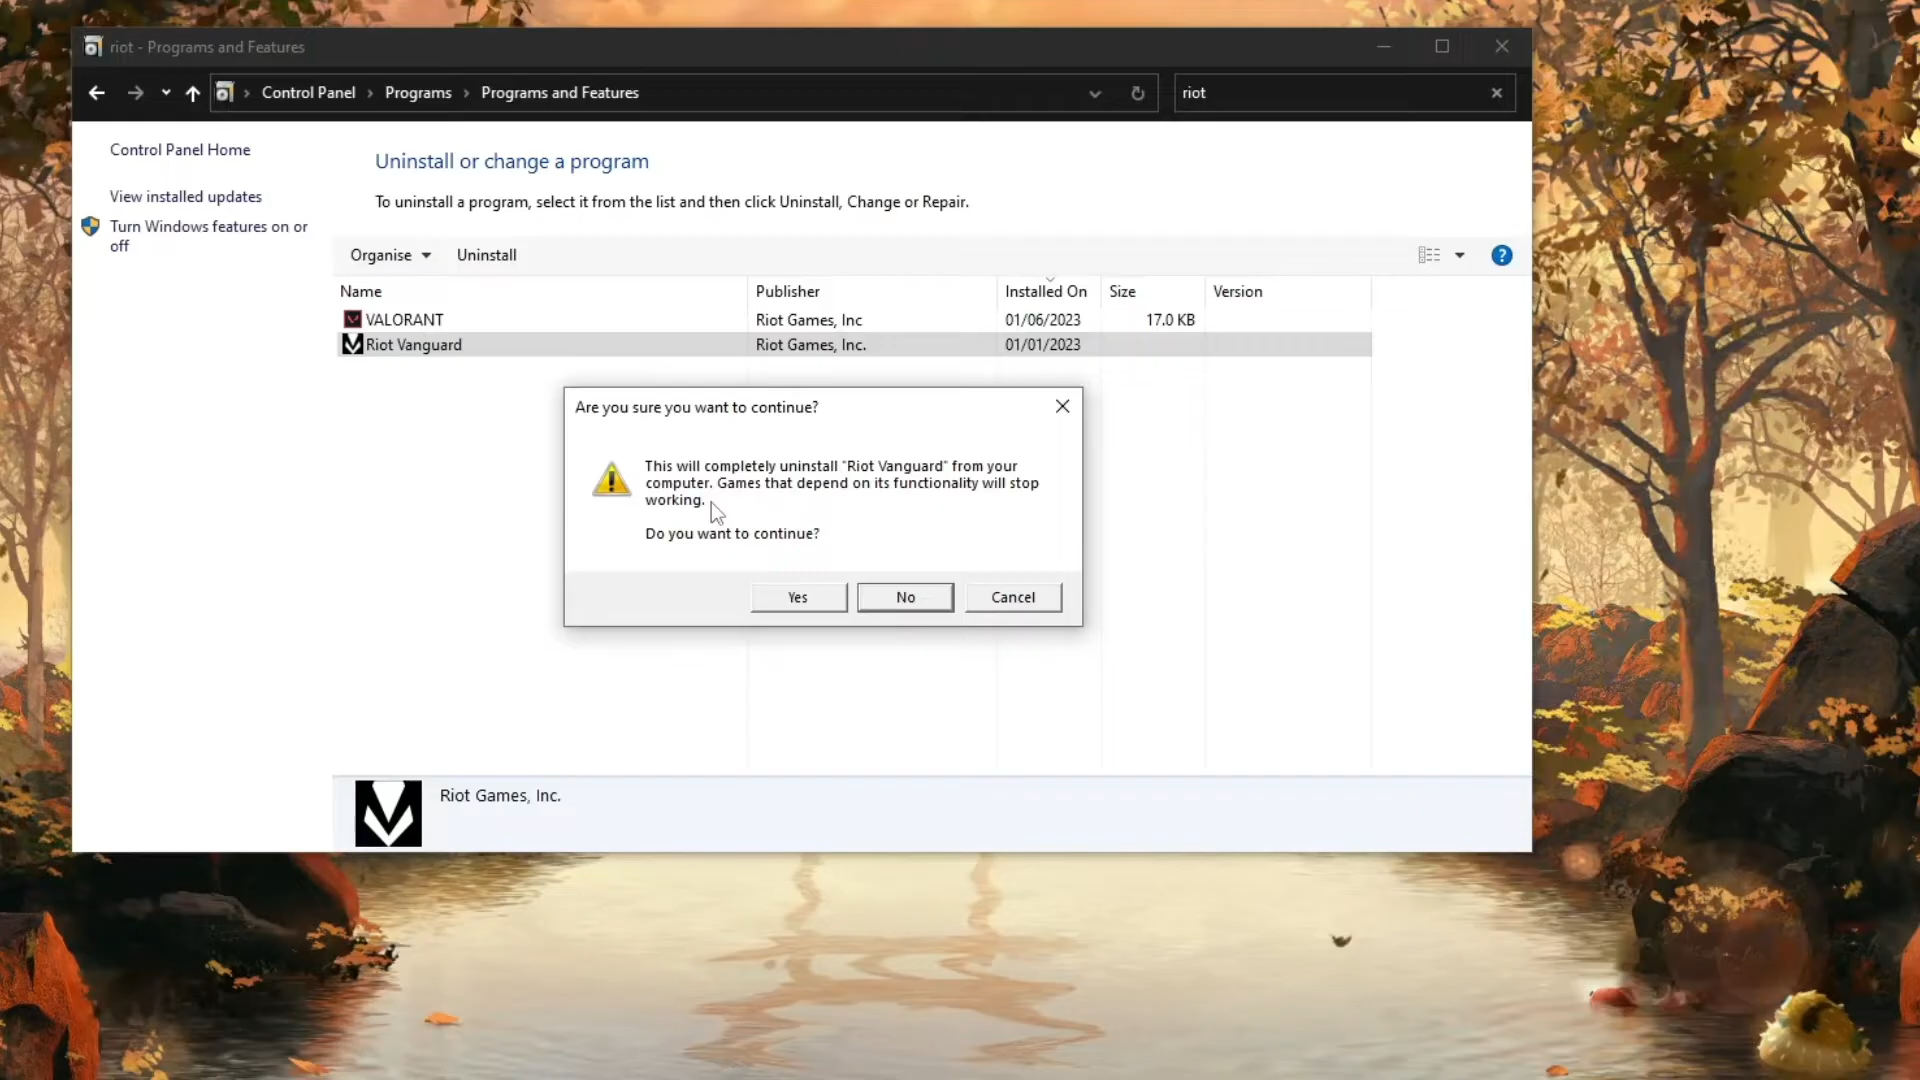 riot - Programs and Features
Control Panel > Programs > Programs and Features
riot
Control Panel Home
View installed updates
Turn Windows features on or
off
Uninstall or change a program
To uninstall a program, select it from the list and then click Uninstall, Change or Repair.
Organise
Uninstall
Name Publisher Installed On Size Version
VALORANT Riot Games, Inc 01/06/2023 17.0 KB
Riot Vanguard Riot Games, Inc. 01/01/2023
Are you sure you want to continue?
This will completely uninstall "Riot Vanguard" from your
computer. Games that depend on its functionality will stop
working.
Do you want to continue?
Yes No Cancel
Riot Games, Inc.